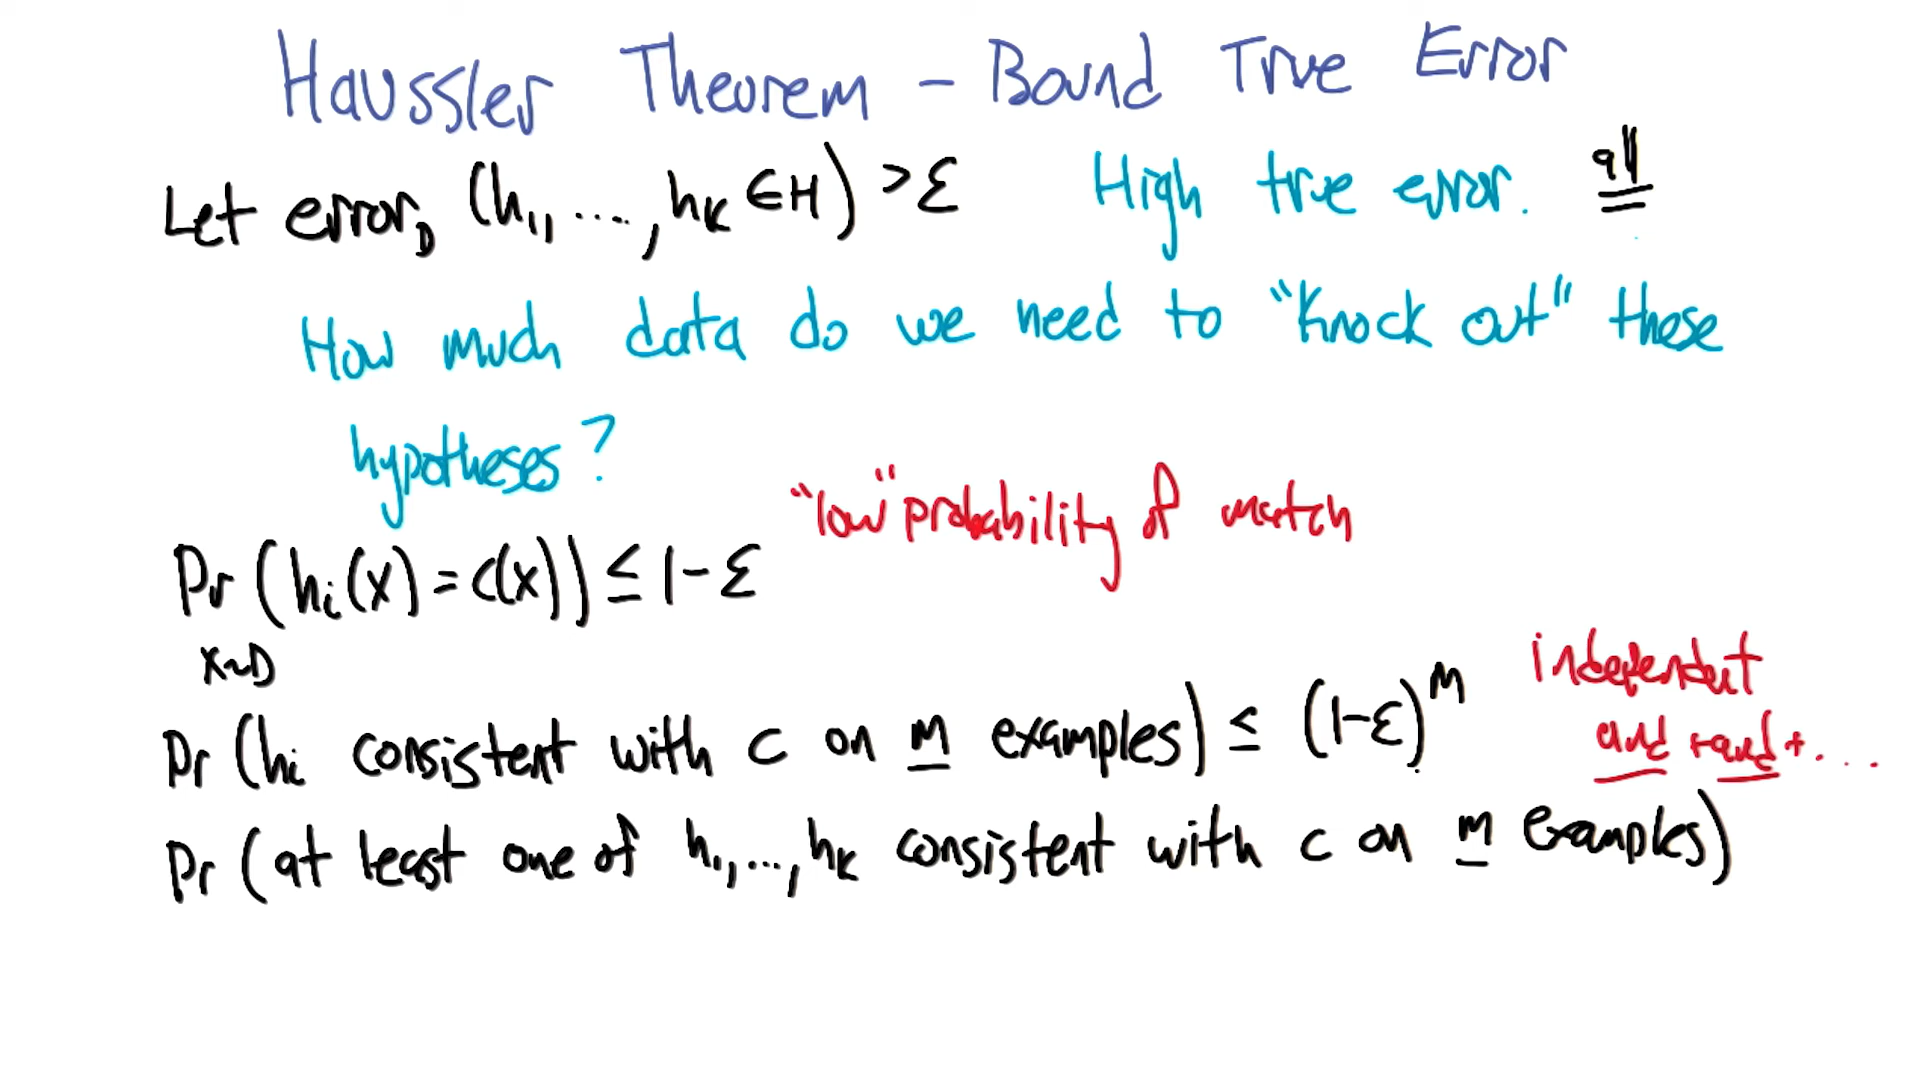 Haussler Theorem - Bound True Error
Let error_D (h_1, ..., h_k ∈ H) > ε High true error. all
How much data do we need to "knock out" these
hypotheses?
"low" probability of match
Pr (h_i(x) = c(x)) ≤ 1 - ε
x~D
independent
Pr (h_i consistent with c on m examples) ≤ (1-ε)^m
and and ...
Pr (at least one of h_1, ..., h_k consistent with c on m examples)